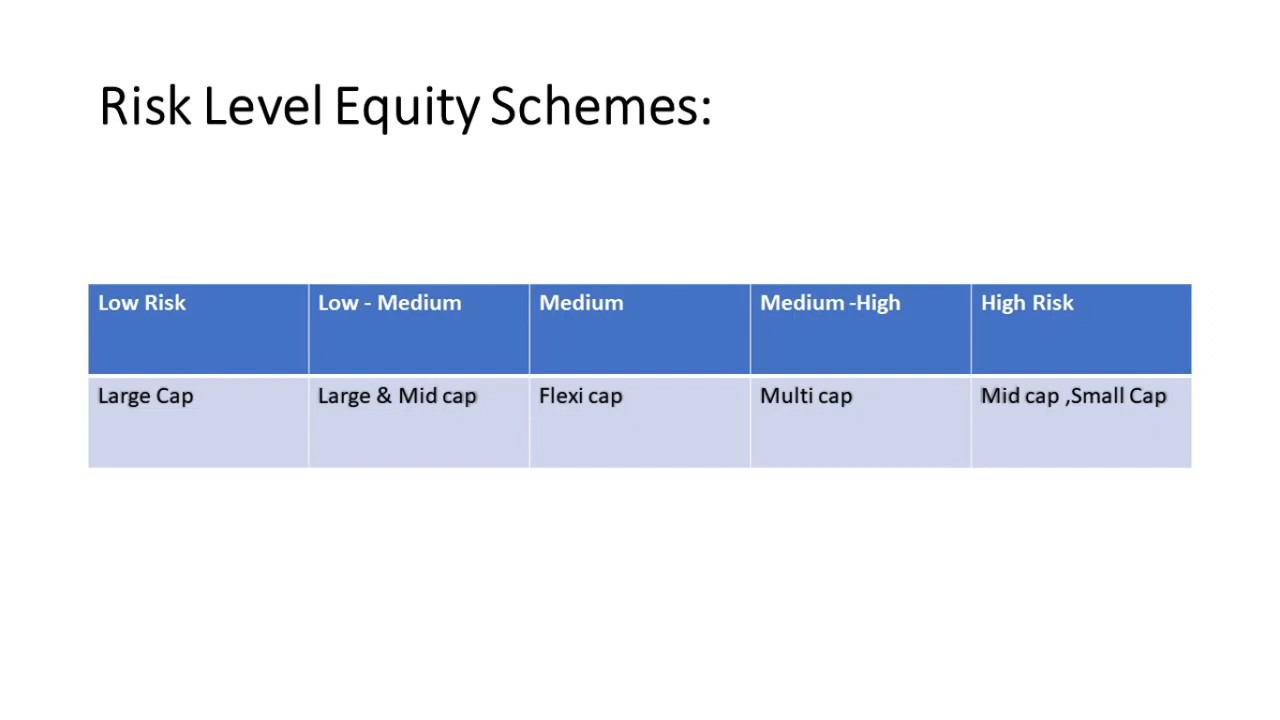 Risk Level Equity Schemes:
Low Risk
Low - Medium
Medium
Medium -High
High Risk
Large Cap
Large & Mid cap
Flexi cap
Multi cap
Mid cap ,Small Cap